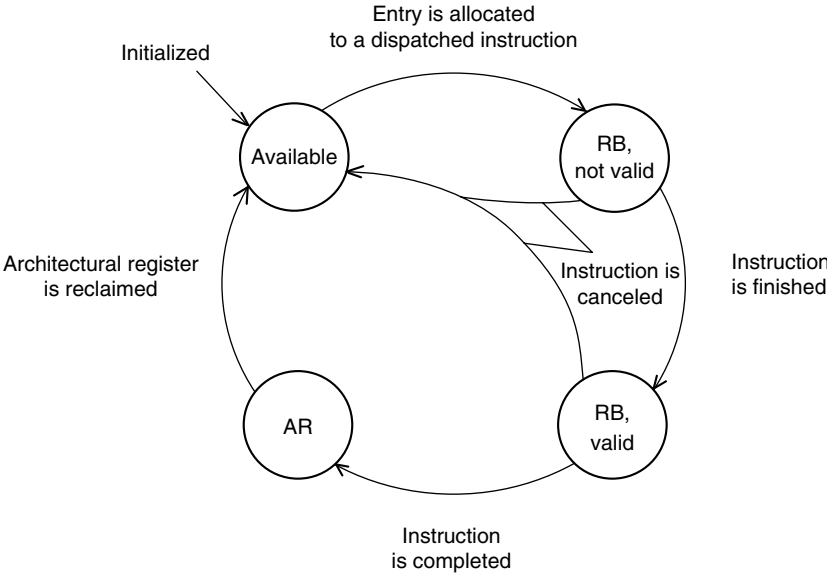 Entry is allocated
to a dispatched instruction
Initialized
Available
RB,
not valid
Architectural register
is reclaimed
Instruction is
canceled
Instruction
is finished
AR
RB,
valid
Instruction
is completed